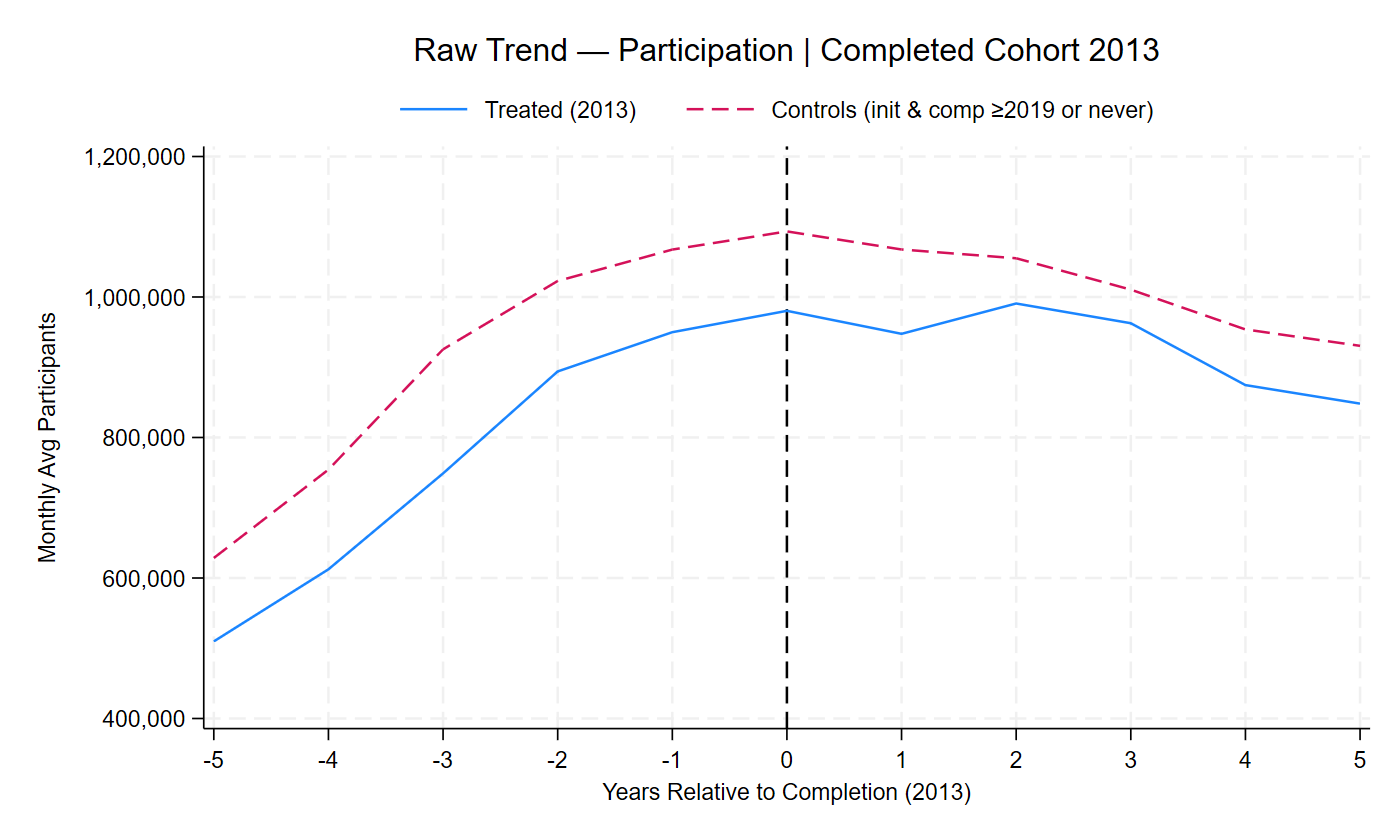 Raw Trend — Participation | Completed Cohort 2013
Treated (2013) Controls (init & comp ≥2019 or never)
1,200,000
1,000,000
800,000
600,000
400,000
Monthly Avg Participants
-5 -4 -3 -2 -1 0 1 2 3 4 5
Years Relative to Completion (2013)